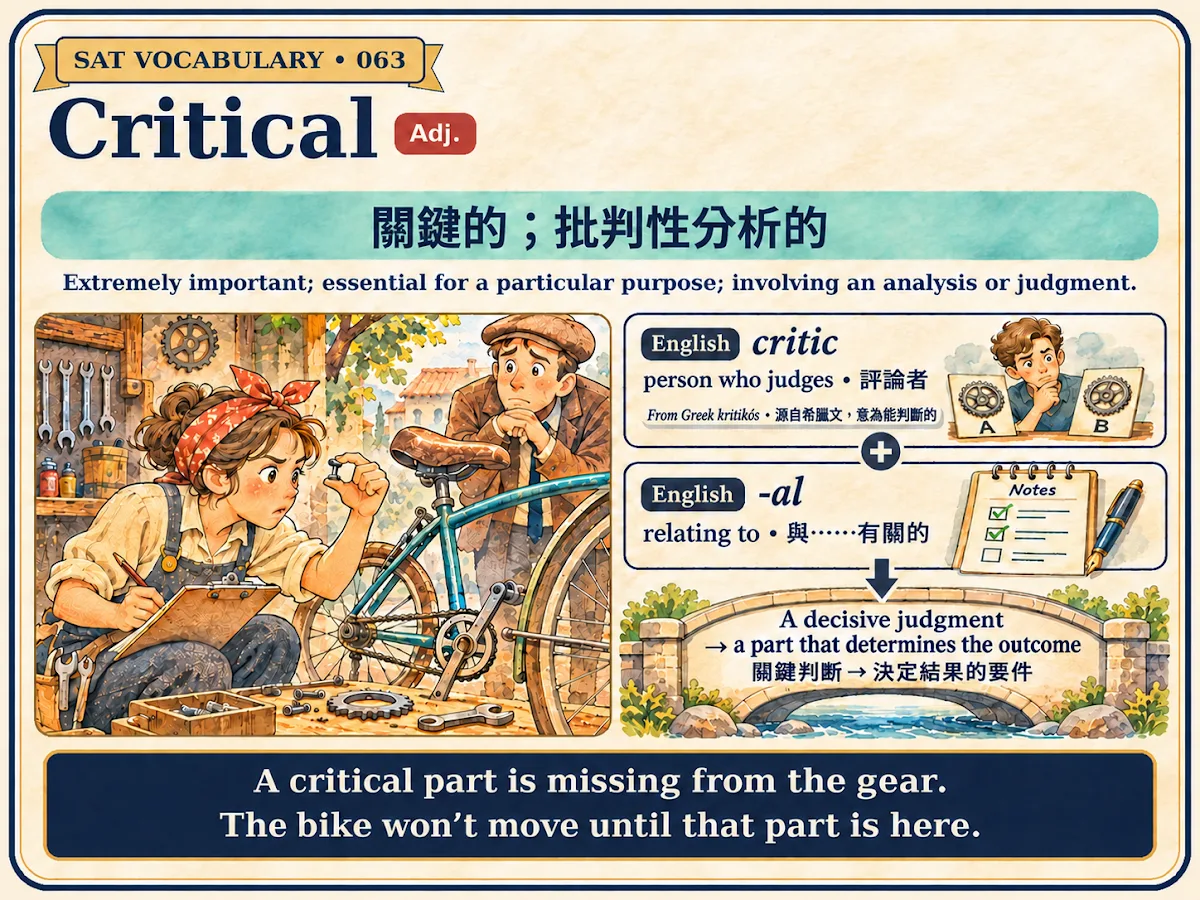 SAT VOCABULARY • 063
Critical
Adj.
關鍵的；批判性分析的
Extremely important; essential for a particular purpose; involving an analysis or judgment.
English critic
person who judges • 評論者
From Greek kritikós • 源自希臘文，意為能判斷的
A
B
+
English -al
relating to • 與⋯⋯有關的
Notes
A decisive judgment
→ a part that determines the outcome
關鍵判断 → 決定結果的要件
A critical part is missing from the gear.
The bike won’t move until that part is here.